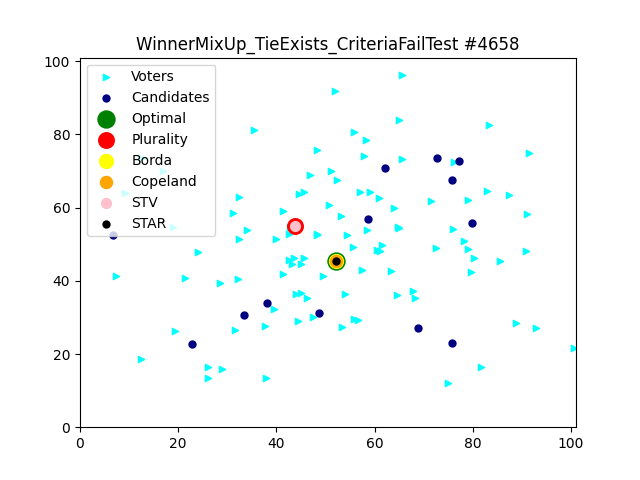 WinnerMixUp_TieExists_CriteriaFailTest #4658
100
80
60
40
20
0
Voters
Candidates
Optimal
Plurality
Borda
Copeland
STV
STAR
0 20 40 60 80 100